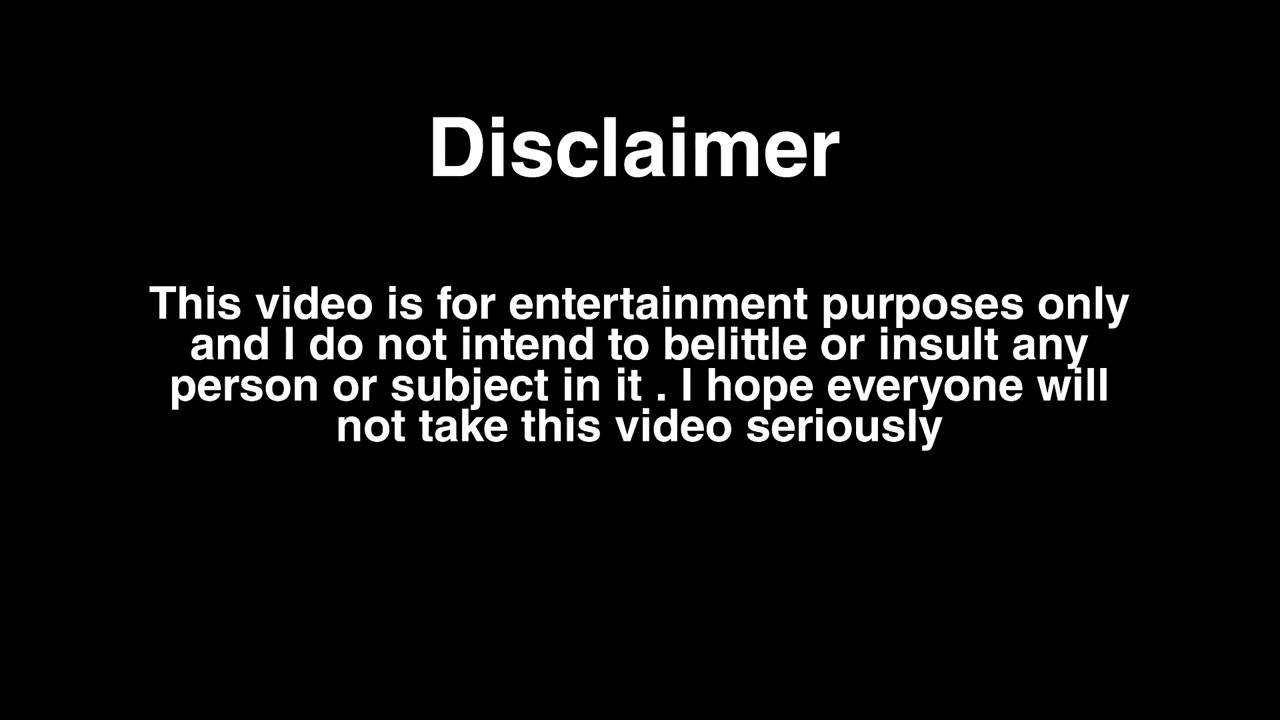 Disclaimer
This video is for entertainment purposes only
and I do not intend to belittle or insult any
person or subject in it . I hope everyone will
not take this video seriously